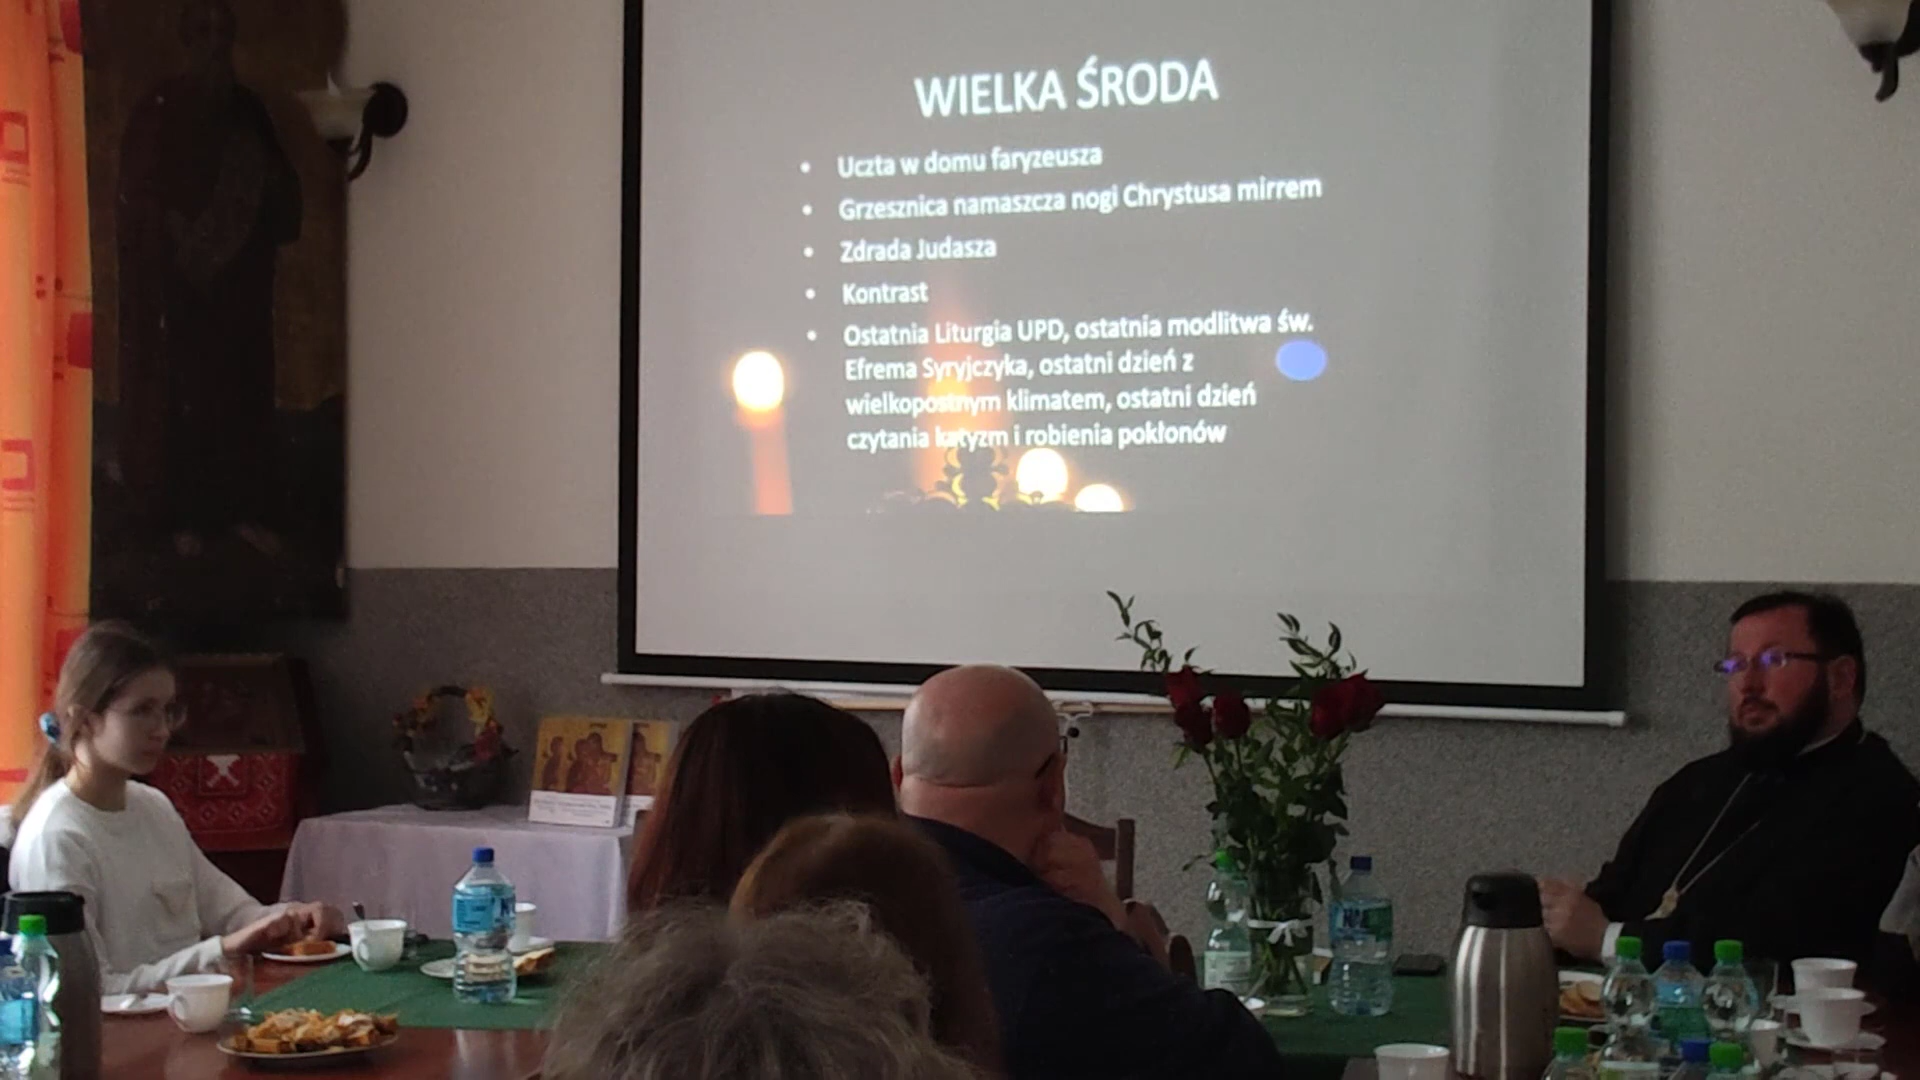 WIELKA ŚRODA
• Uczta w domu faryzeusza
• Grzesznica namaszcza nogi Chrystusa mirrem
• Zdrada Judasza
• Kontrast
• Ostatnia Liturgia UPD, ostatnia modlitwa św.
Efrema Syryjczyka, ostatni dzień z
wielkopostnym klimatem, ostatni dzień
czytania katyzm i robienia pokłonów